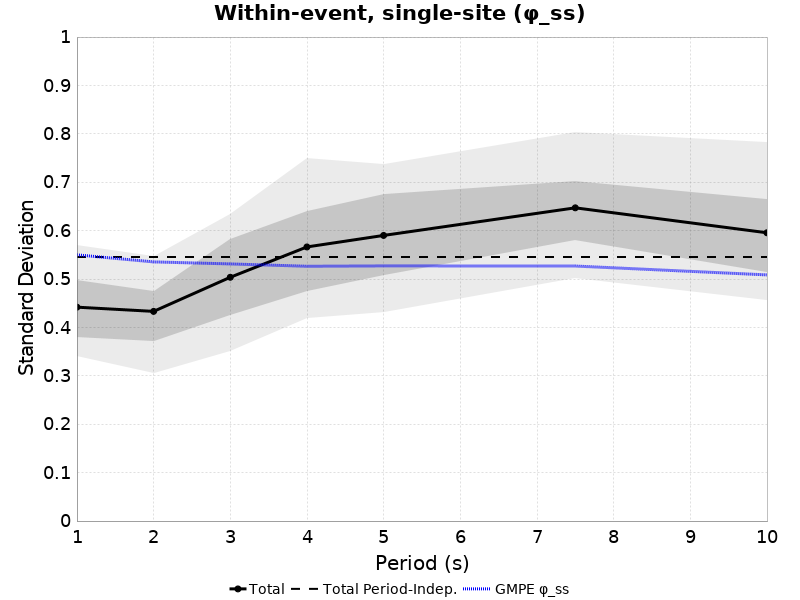 Within-event, single-site (φ_ss)
Standard Deviation
1
0.9
0.8
0.7
0.6
0.5
0.4
0.3
0.2
0.1
0
1 2 3 4 5 6 7 8 9 10
Period (s)
Total Total Period-Indep. GMPE φ_ss